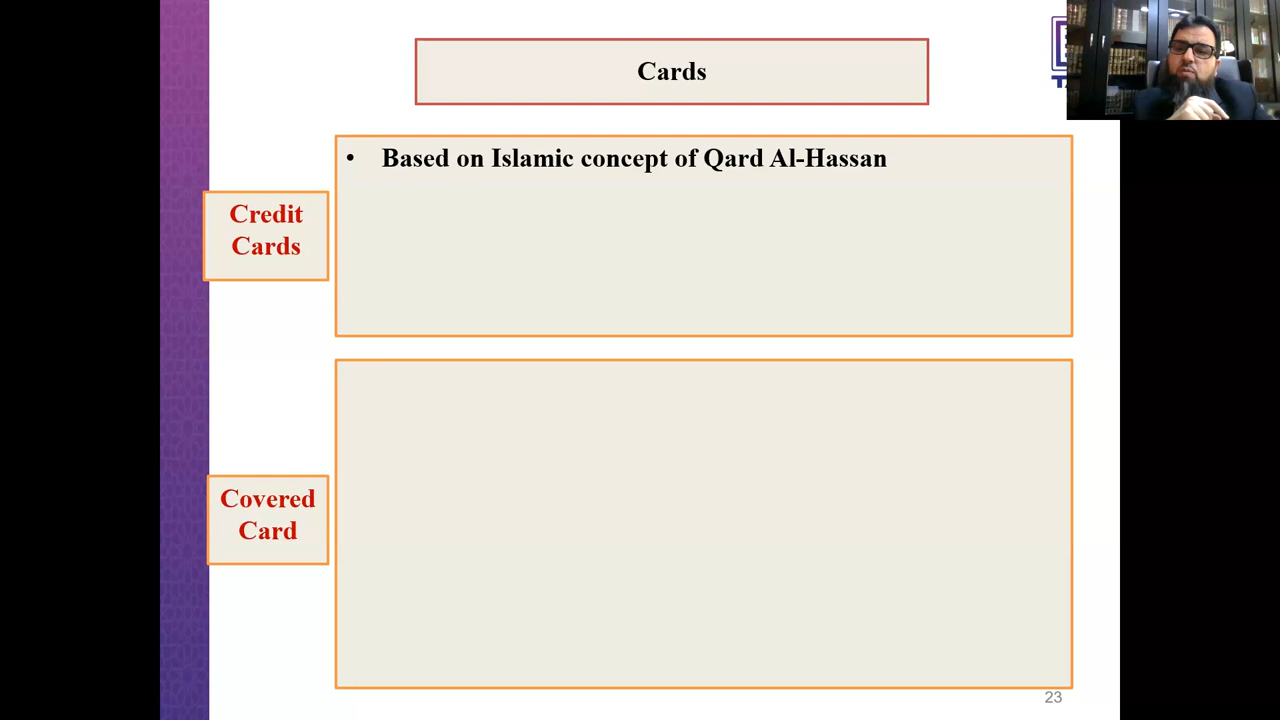 Cards
• Based on Islamic concept of Qard Al-Hassan
Credit
Cards
Covered
Card
23